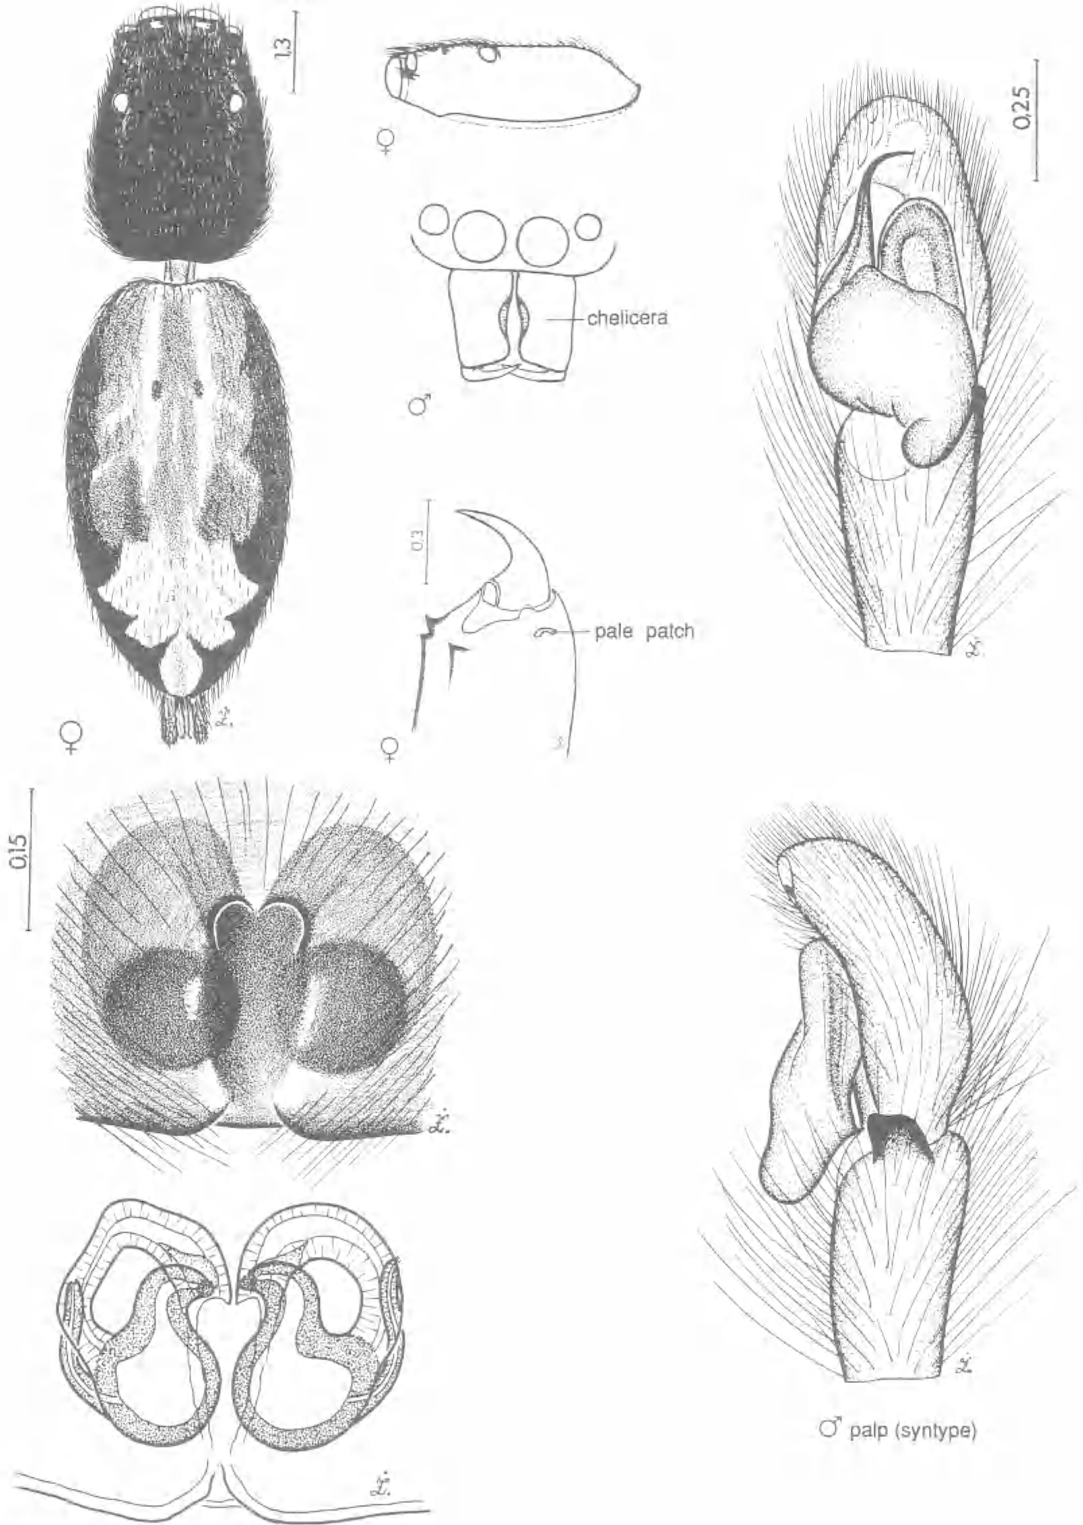 1,3
♀
0,25
chelicera
♂
0,3
pale patch
Ż.
♀
Ż.
0,15
Ż.
Ż.
Ż.
♂ palp (syntype)